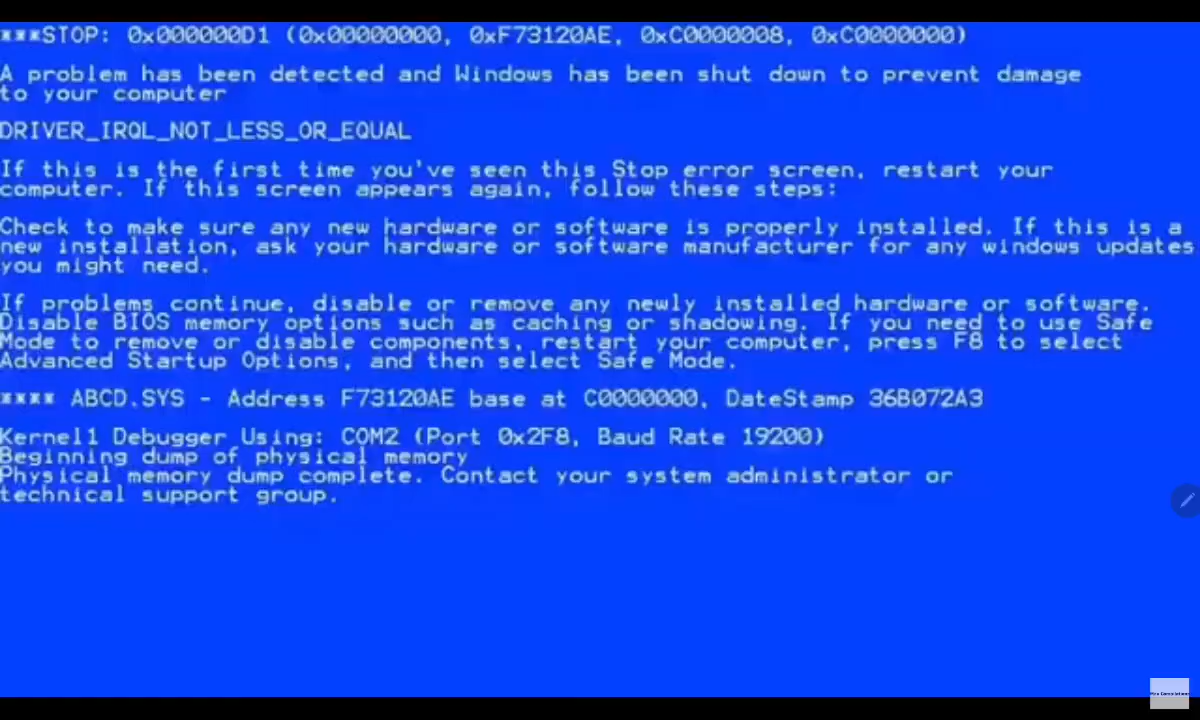 ***STOP: 0x000000D1 (0x00000000, 0xF73120AE, 0xC0000008, 0xC0000000)
A problem has been detected and Windows has been shut down to prevent damage
to your computer
DRIVER_IRQL_NOT_LESS_OR_EQUAL
If this is the first time you've seen this Stop error screen, restart your
computer. If this screen appears again, follow these steps:
Check to make sure any new hardware or software is properly installed. If this is a
new installation, ask your hardware or software manufacturer for any windows updates
you might need.
If problems continue, disable or remove any newly installed hardware or software.
Disable BIOS memory options such as caching or shadowing. If you need to use Safe
Mode to remove or disable components, restart your computer, press F8 to select
Advanced Startup Options, and then select Safe Mode.
**** ABCD.SYS - Address F73120AE base at C0000000, DateStamp 36B072A3
Kernel1 Debugger Using: COM2 (Port 0x2F8, Baud Rate 19200)
Beginning dump of physical memory
Physical memory dump complete. Contact your system administrator or
technical support group.